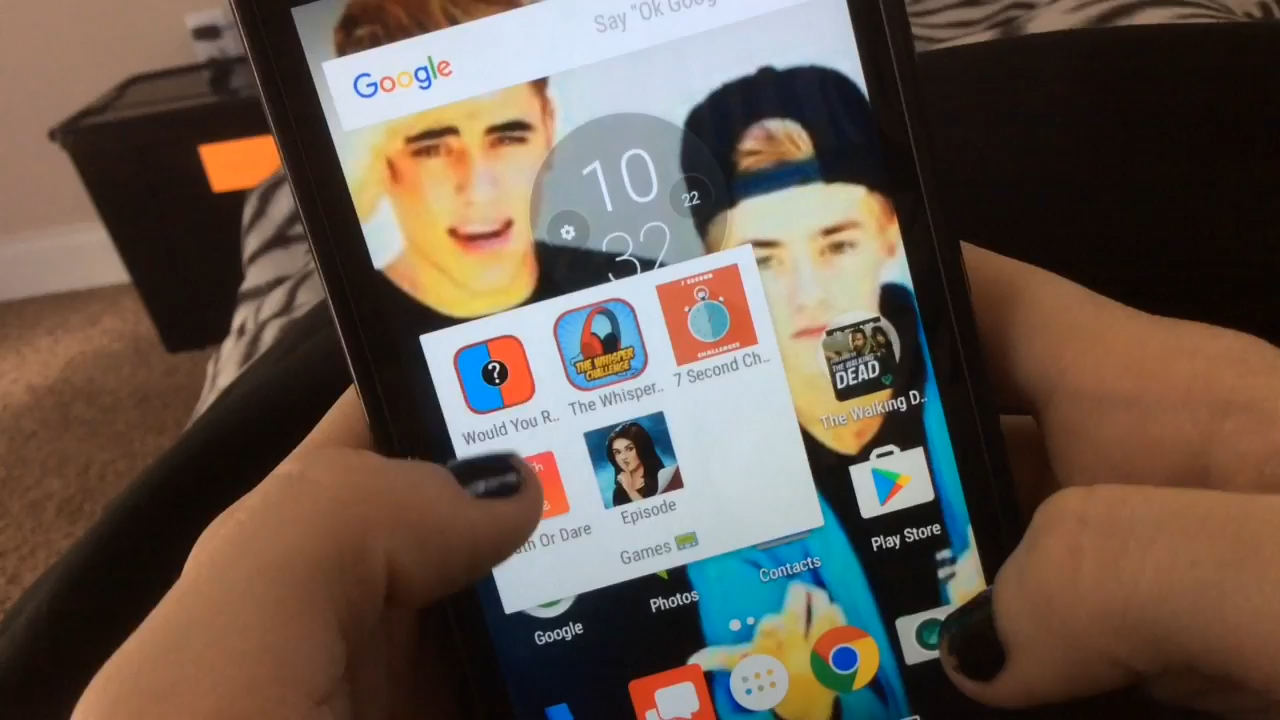 Say "Ok Goog
Google
10
22
32
7 SECOND
CHALLENGES
?
THE WHISPER
CHALLENGE
Would You R..
The Whisper..
7 Second Ch..
THE WALKING
DEAD
The Walking D..
th Or Dare
Episode
Games
Play Store
Google
Photos
Contacts